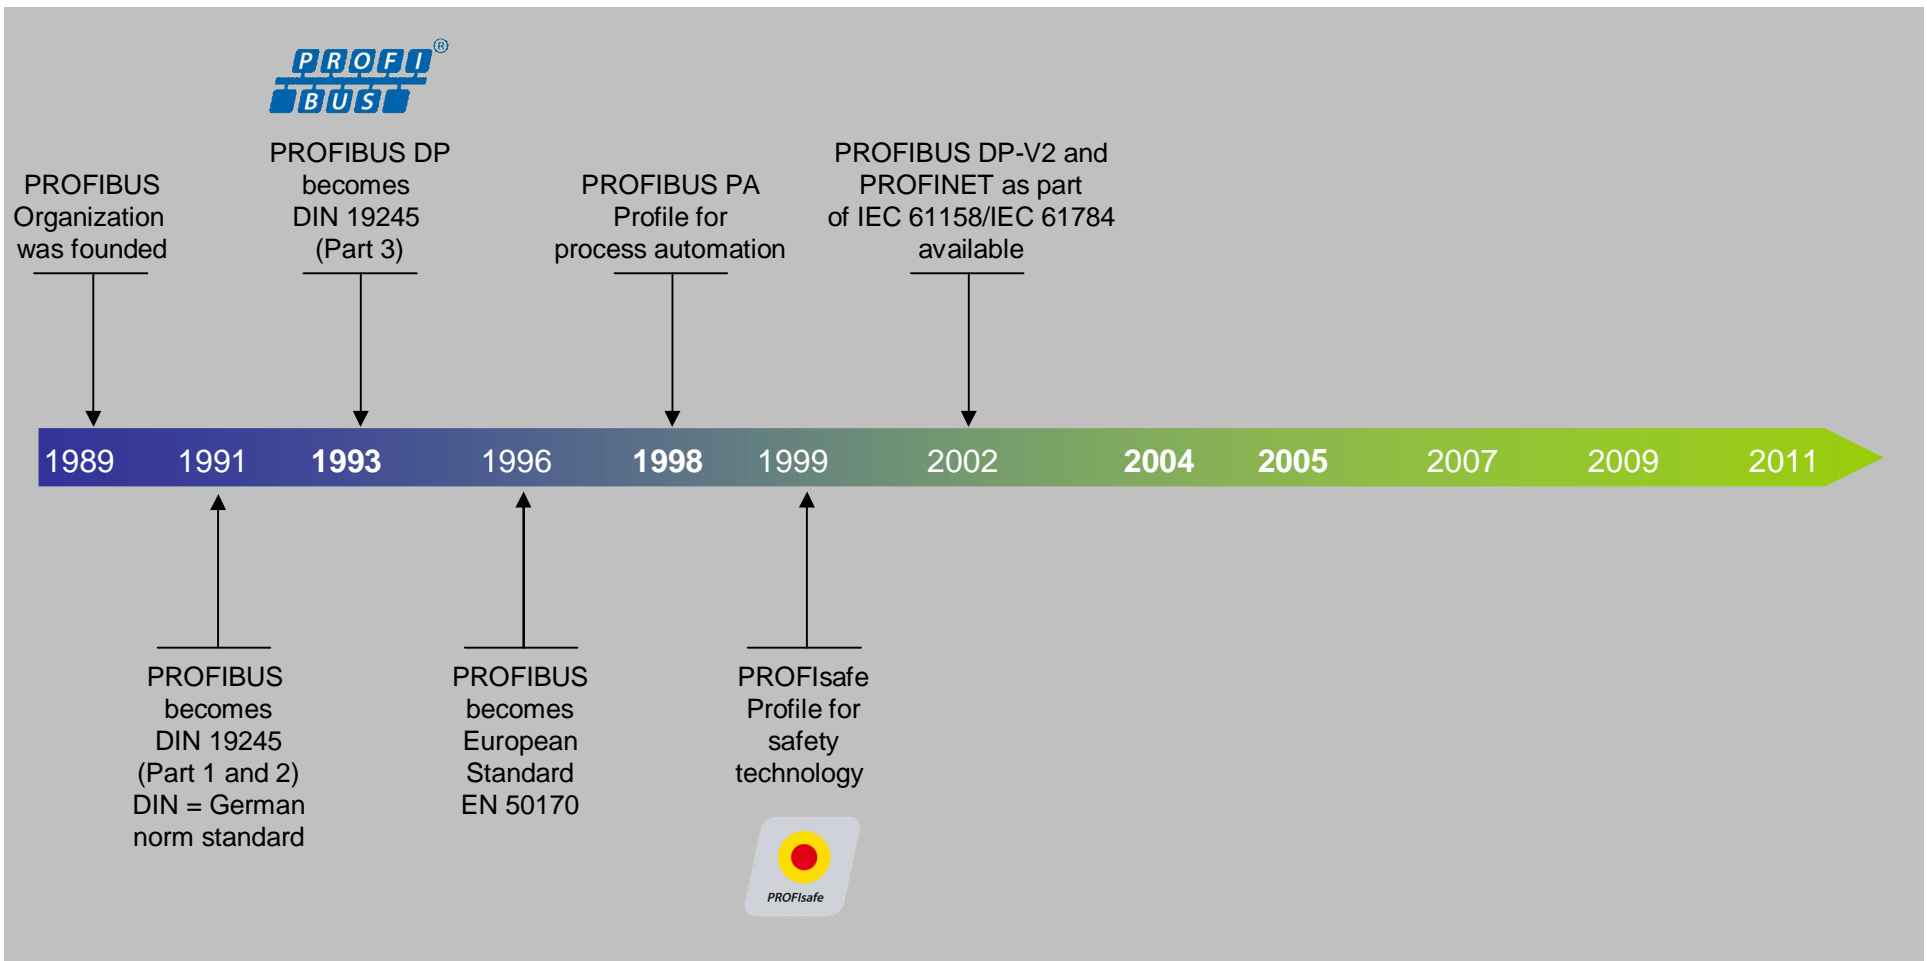 PROFI®
BUS
PROFIBUS
Organization
was founded
PROFIBUS DP
becomes
DIN 19245
(Part 3)
PROFIBUS PA
Profile for
process automation
PROFIBUS DP-V2 and
PROFINET as part
of IEC 61158/IEC 61784
available
1989 1991 1993 1996 1998 1999 2002 2004 2005 2007 2009 2011
PROFIBUS
becomes
DIN 19245
(Part 1 and 2)
DIN = German
norm standard
PROFIBUS
becomes
European
Standard
EN 50170
PROFIsafe
Profile for
safety
technology
PROFIsafe